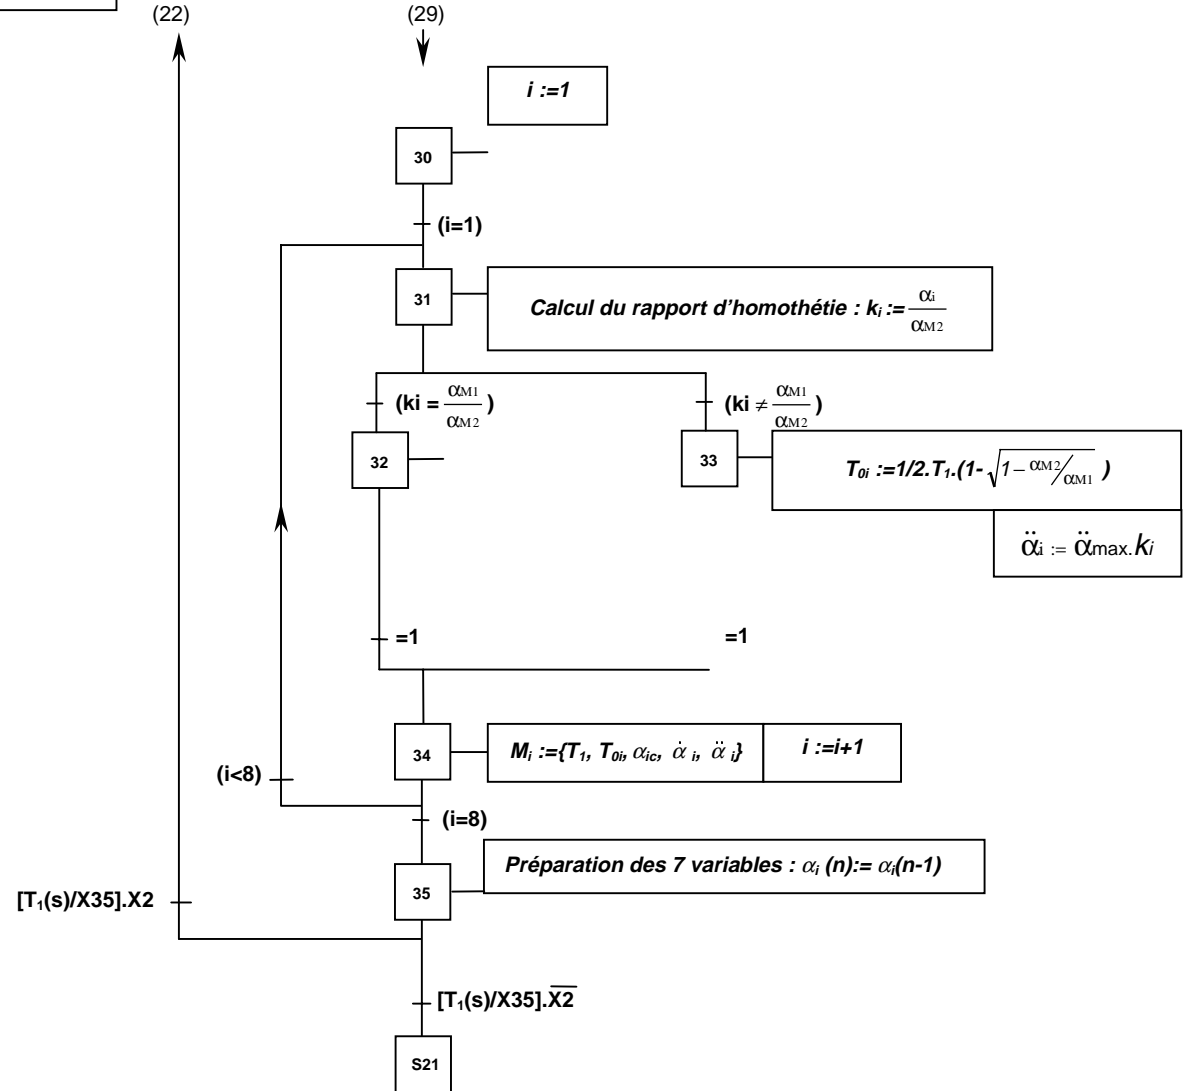 (22) (29)
i :=1
30
(i=1)
31
Calcul du rapport d'homothétie : ki := αi/αM2
(ki = αM1/αM2 )
(ki ≠ αM1/αM2 )
32
33
T0i :=1/2.T1.(1- √1− αM2/αM1 )
α̈i := α̈max.ki
=1
=1
34
Mi :={T1, T0i, αic, α̇ i, α̈ i}
i :=i+1
(i<8)
(i=8)
Préparation des 7 variables : αi (n):= αi(n-1)
35
[T1(s)/X35].X2
[T1(s)/X35].X̅2̅
S21